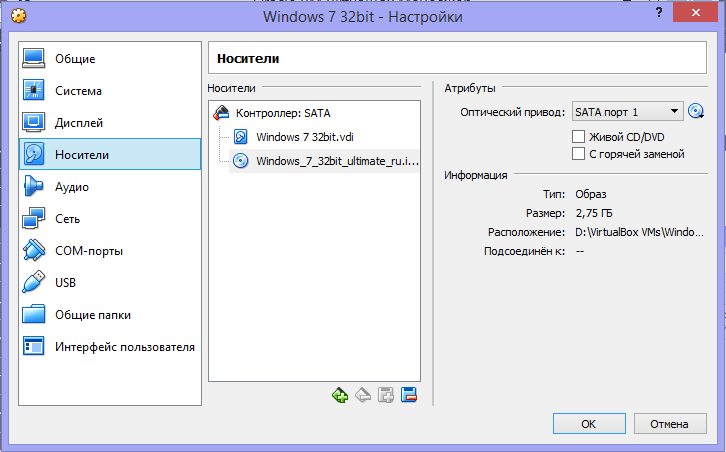 Windows 7 32bit - Настройки
?
Общие
Система
Дисплей
Носители
Аудио
Сеть
COM-порты
USB
Общие папки
Интерфейс пользователя
Носители
Носители
Контроллер: SATA
Windows 7 32bit.vdi
Windows_7_32bit_ultimate_ru.i...
Атрибуты
Оптический привод: SATA порт 1
Живой CD/DVD
С горячей заменой
Информация
Тип: Образ
Размер: 2,75 ГБ
Расположение: D:\VirtualBox VMs\Windo...
Подсоединён к: --
OK
Отмена